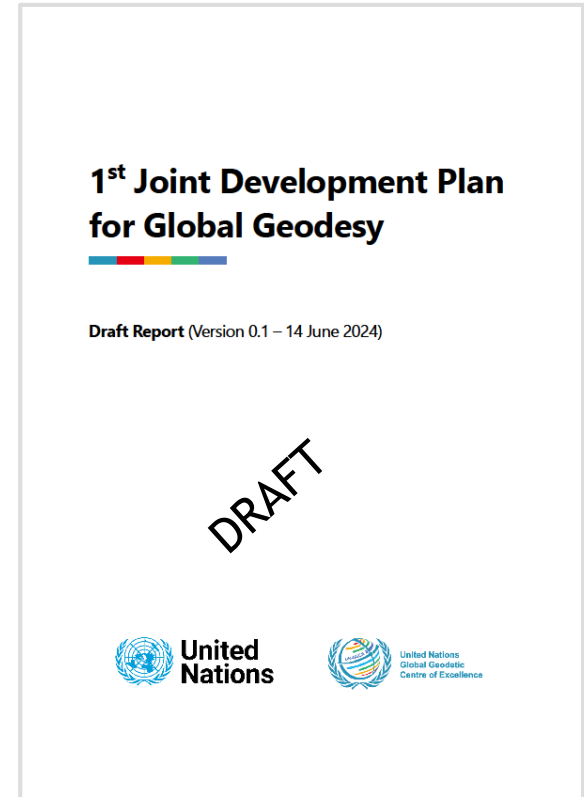 1st Joint Development Plan
for Global Geodesy
Draft Report (Version 0.1 – 14 June 2024)
DRAFT
United
Nations
United Nations
Global Geodetic
Centre of Excellence